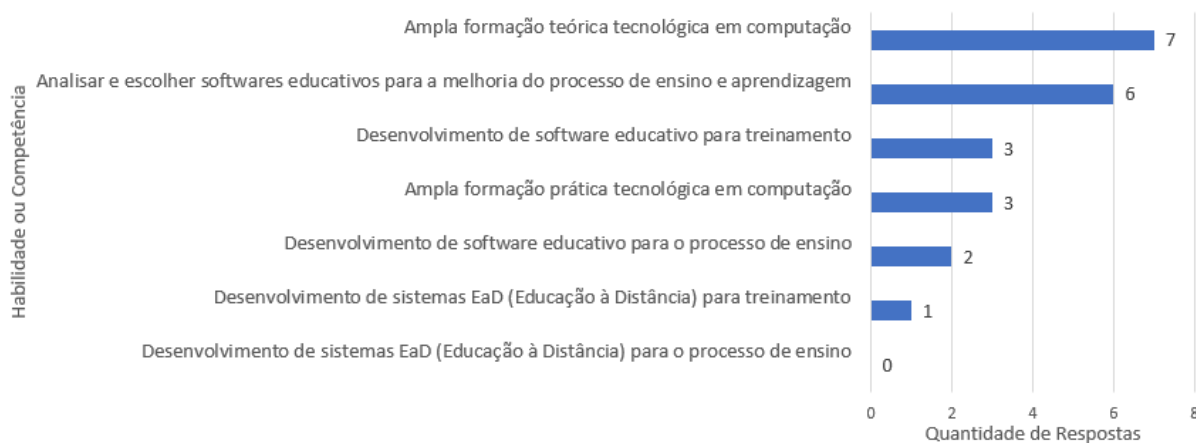 Habilidade ou Competência
Ampla formação teórica tecnológica em computação
7
Analisar e escolher softwares educativos para a melhoria do processo de ensino e aprendizagem
6
Desenvolvimento de software educativo para treinamento
3
Ampla formação prática tecnológica em computação
3
Desenvolvimento de software educativo para o processo de ensino
2
Desenvolvimento de sistemas EaD (Educação à Distância) para treinamento
1
Desenvolvimento de sistemas EaD (Educação à Distância) para o processo de ensino
0
0 2 4 6 8
Quantidade de Respostas